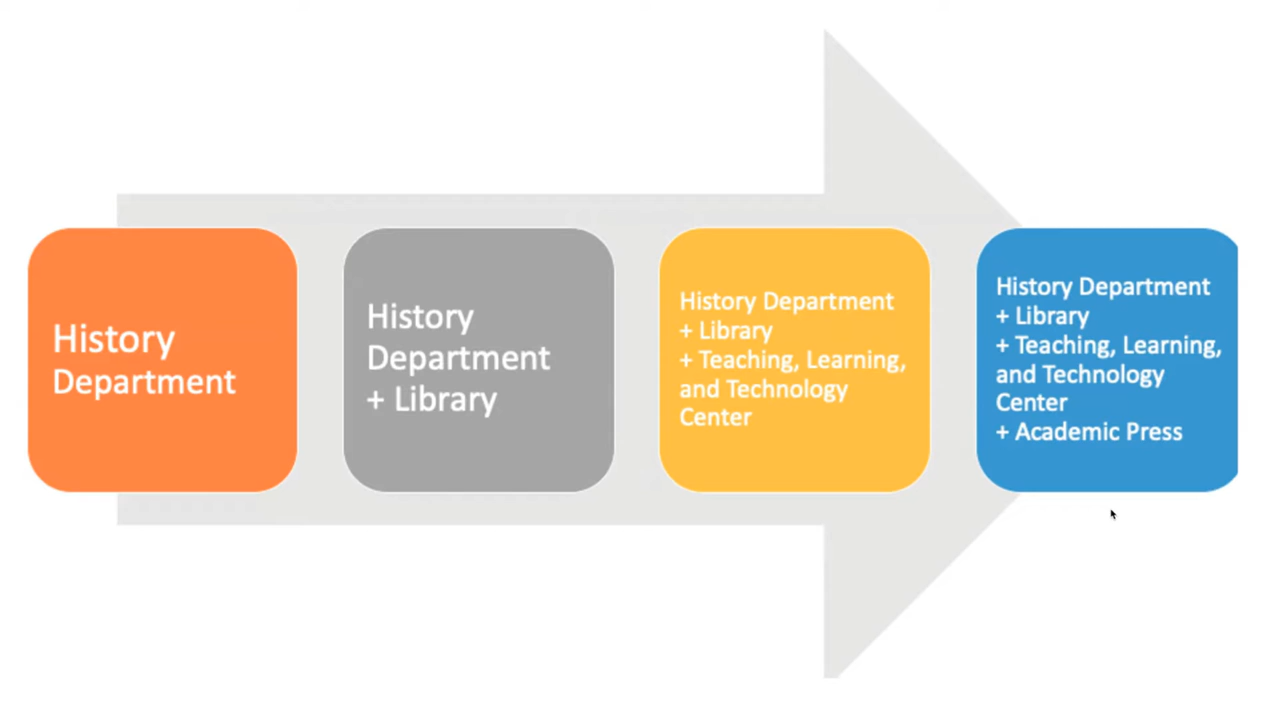 History
Department
History
Department
+ Library
History Department
+ Library
+ Teaching, Learning,
and Technology
Center
History Department
+ Library
+ Teaching, Learning,
and Technology
Center
+ Academic Press